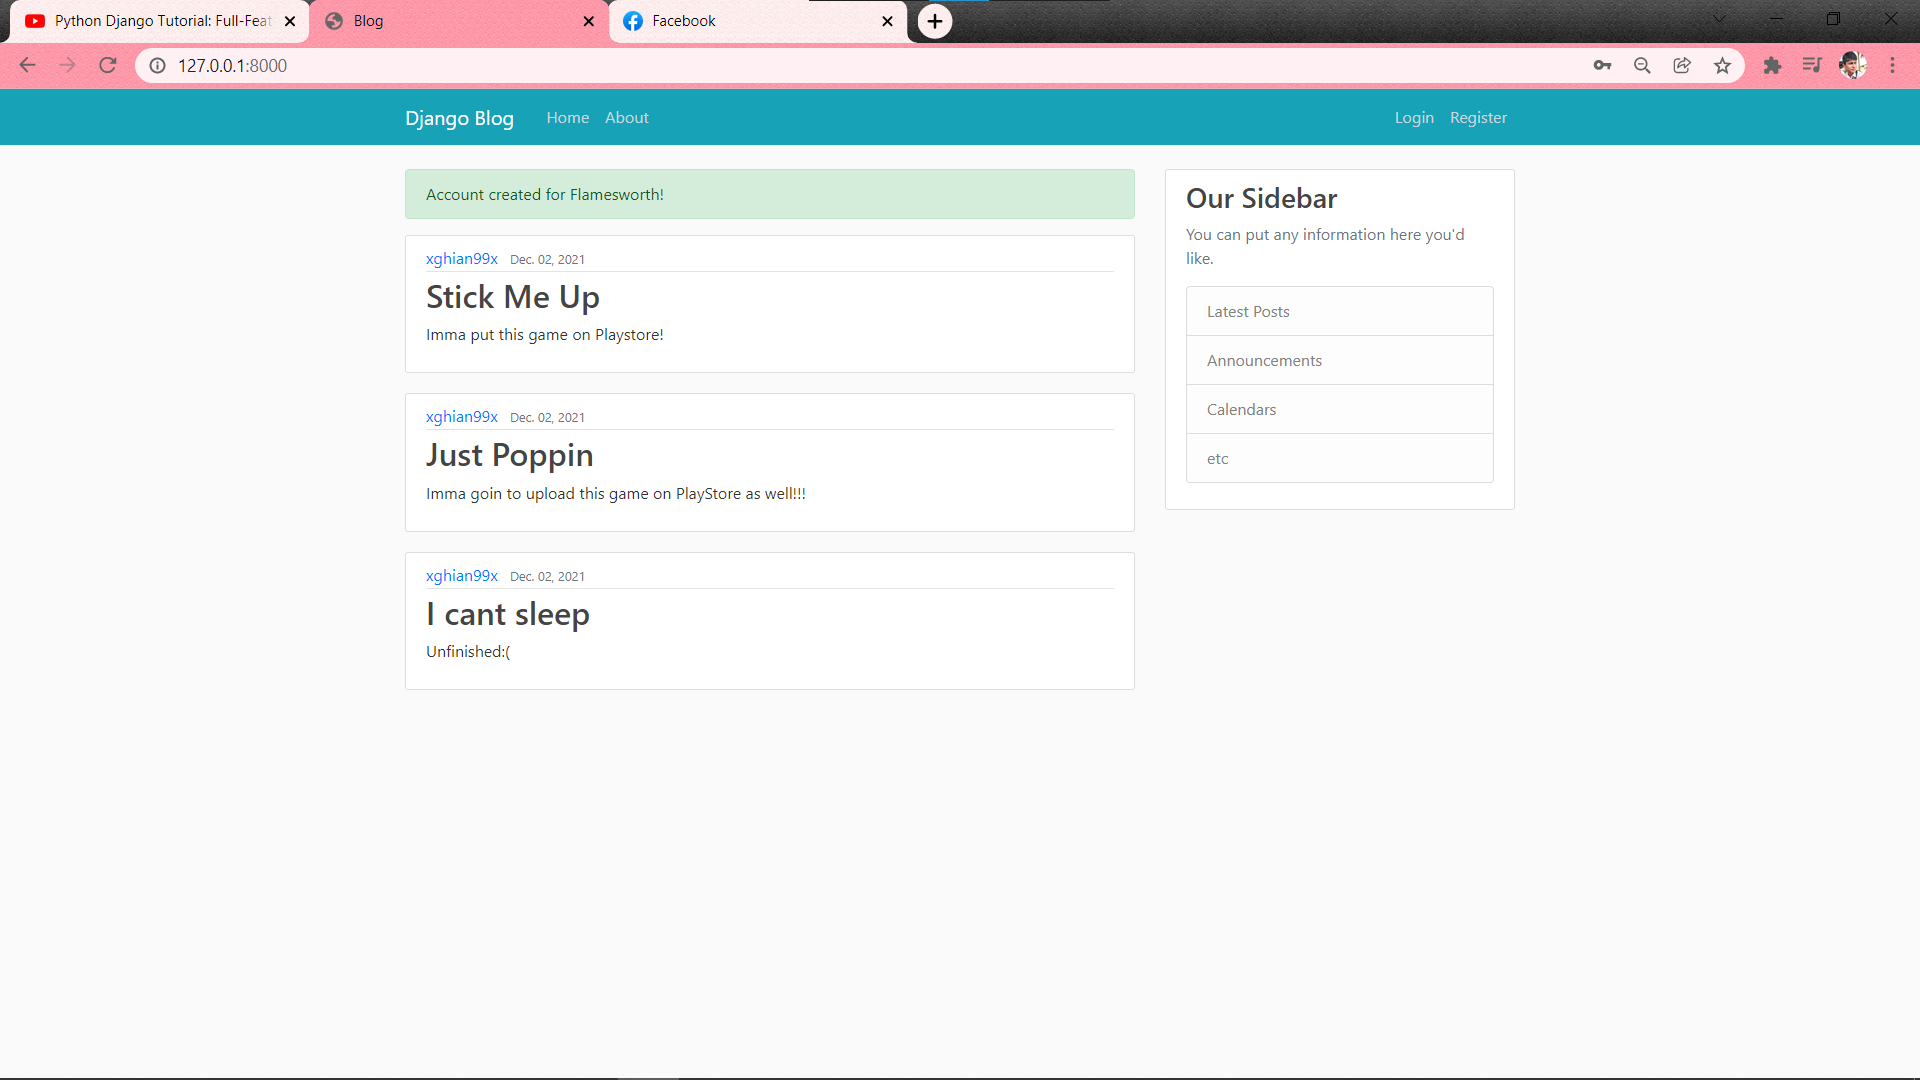 Python Django Tutorial: Full-Feat
Blog
Facebook
127.0.0.1:8000
Django Blog Home About Login Register
Account created for Flamesworth!
xghian99x Dec. 02, 2021
Stick Me Up
Imma put this game on Playstore!
xghian99x Dec. 02, 2021
Just Poppin
Imma goin to upload this game on PlayStore as well!!!
xghian99x Dec. 02, 2021
I cant sleep
Unfinished:(
Our Sidebar
You can put any information here you'd
like.
Latest Posts
Announcements
Calendars
etc